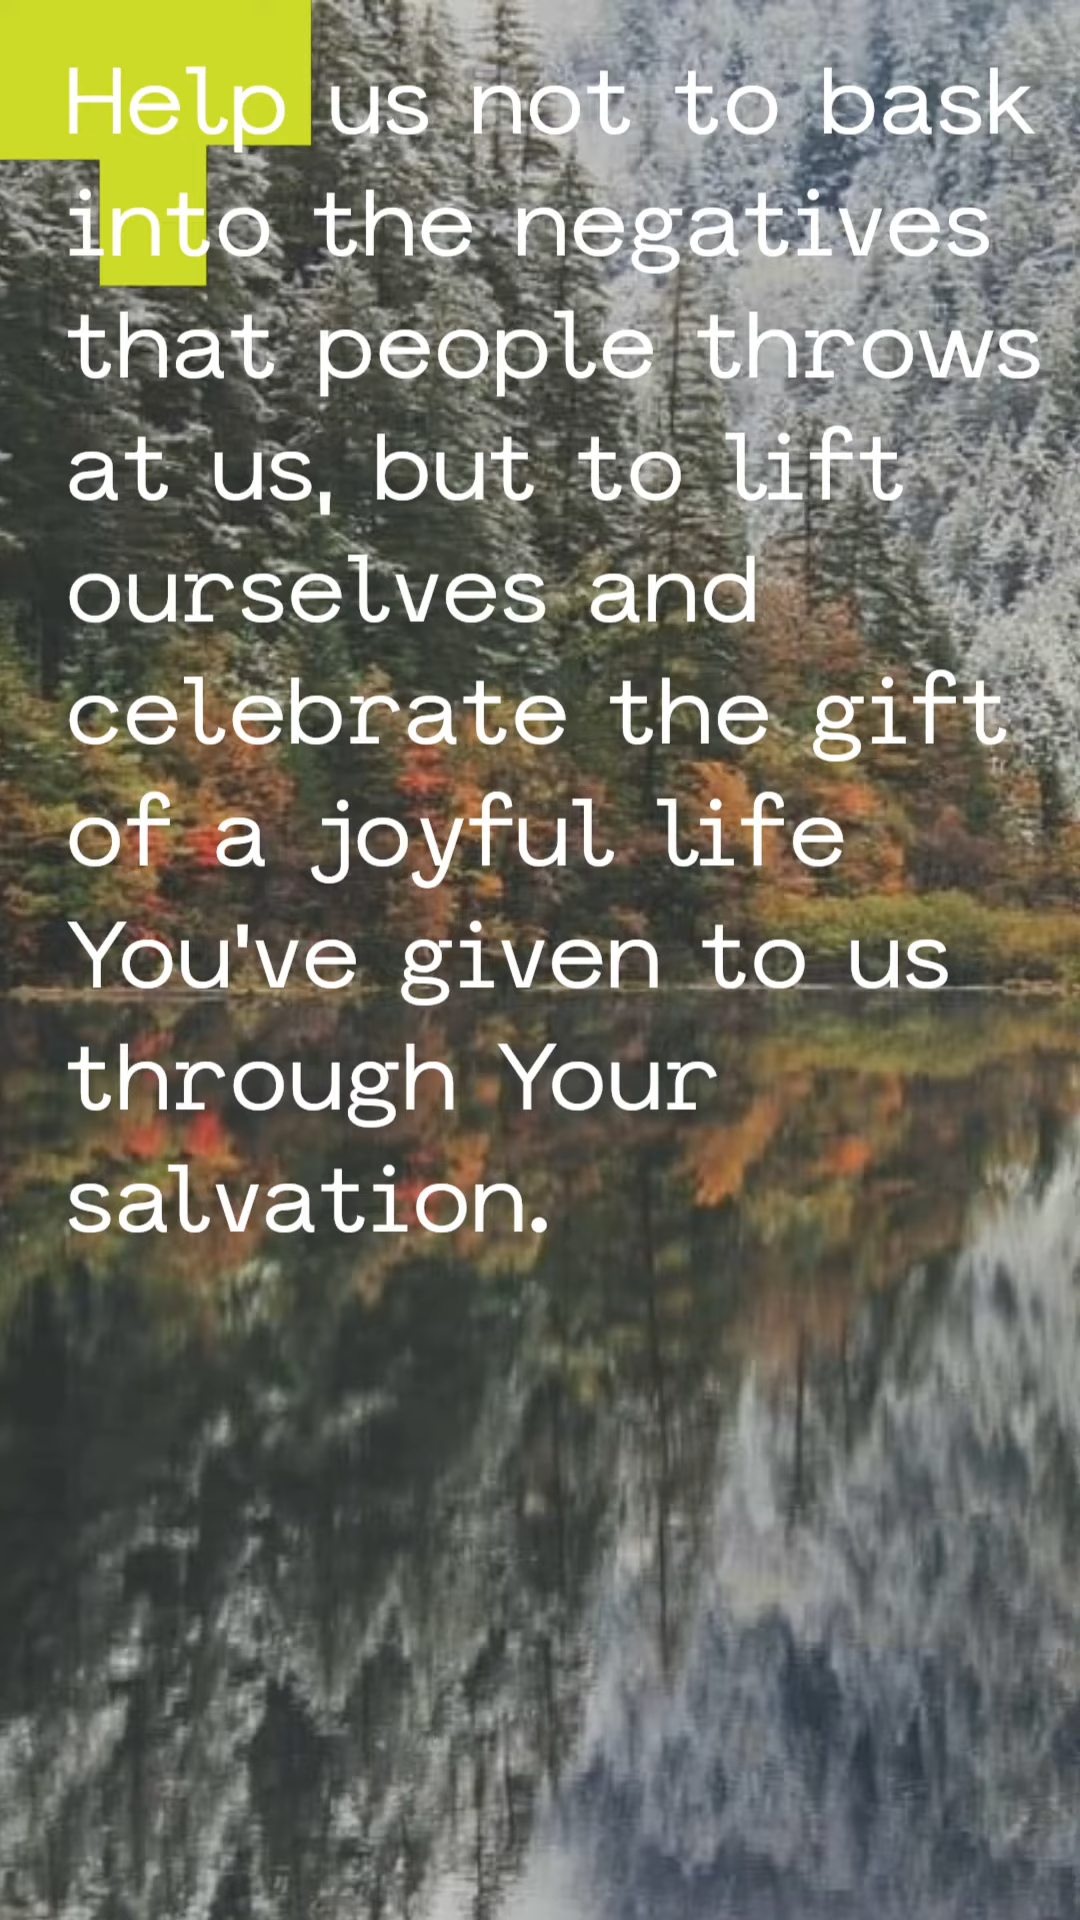 Help us not to bask
into the negatives
that people throws
at us, but to lift
ourselves and
celebrate the gift
of a joyful life
You've given to us
through Your
salvation.